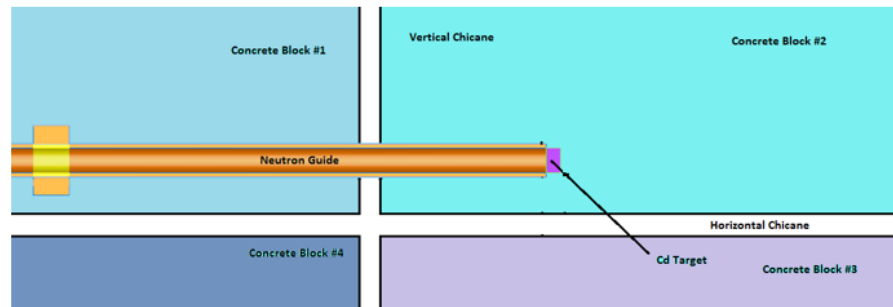 Vertical Chicane
Concrete Block #2
Concrete Block #1
Neutron Guide
Horizontal Chicane
Concrete Block #4
Cd Target
Concrete Block #3